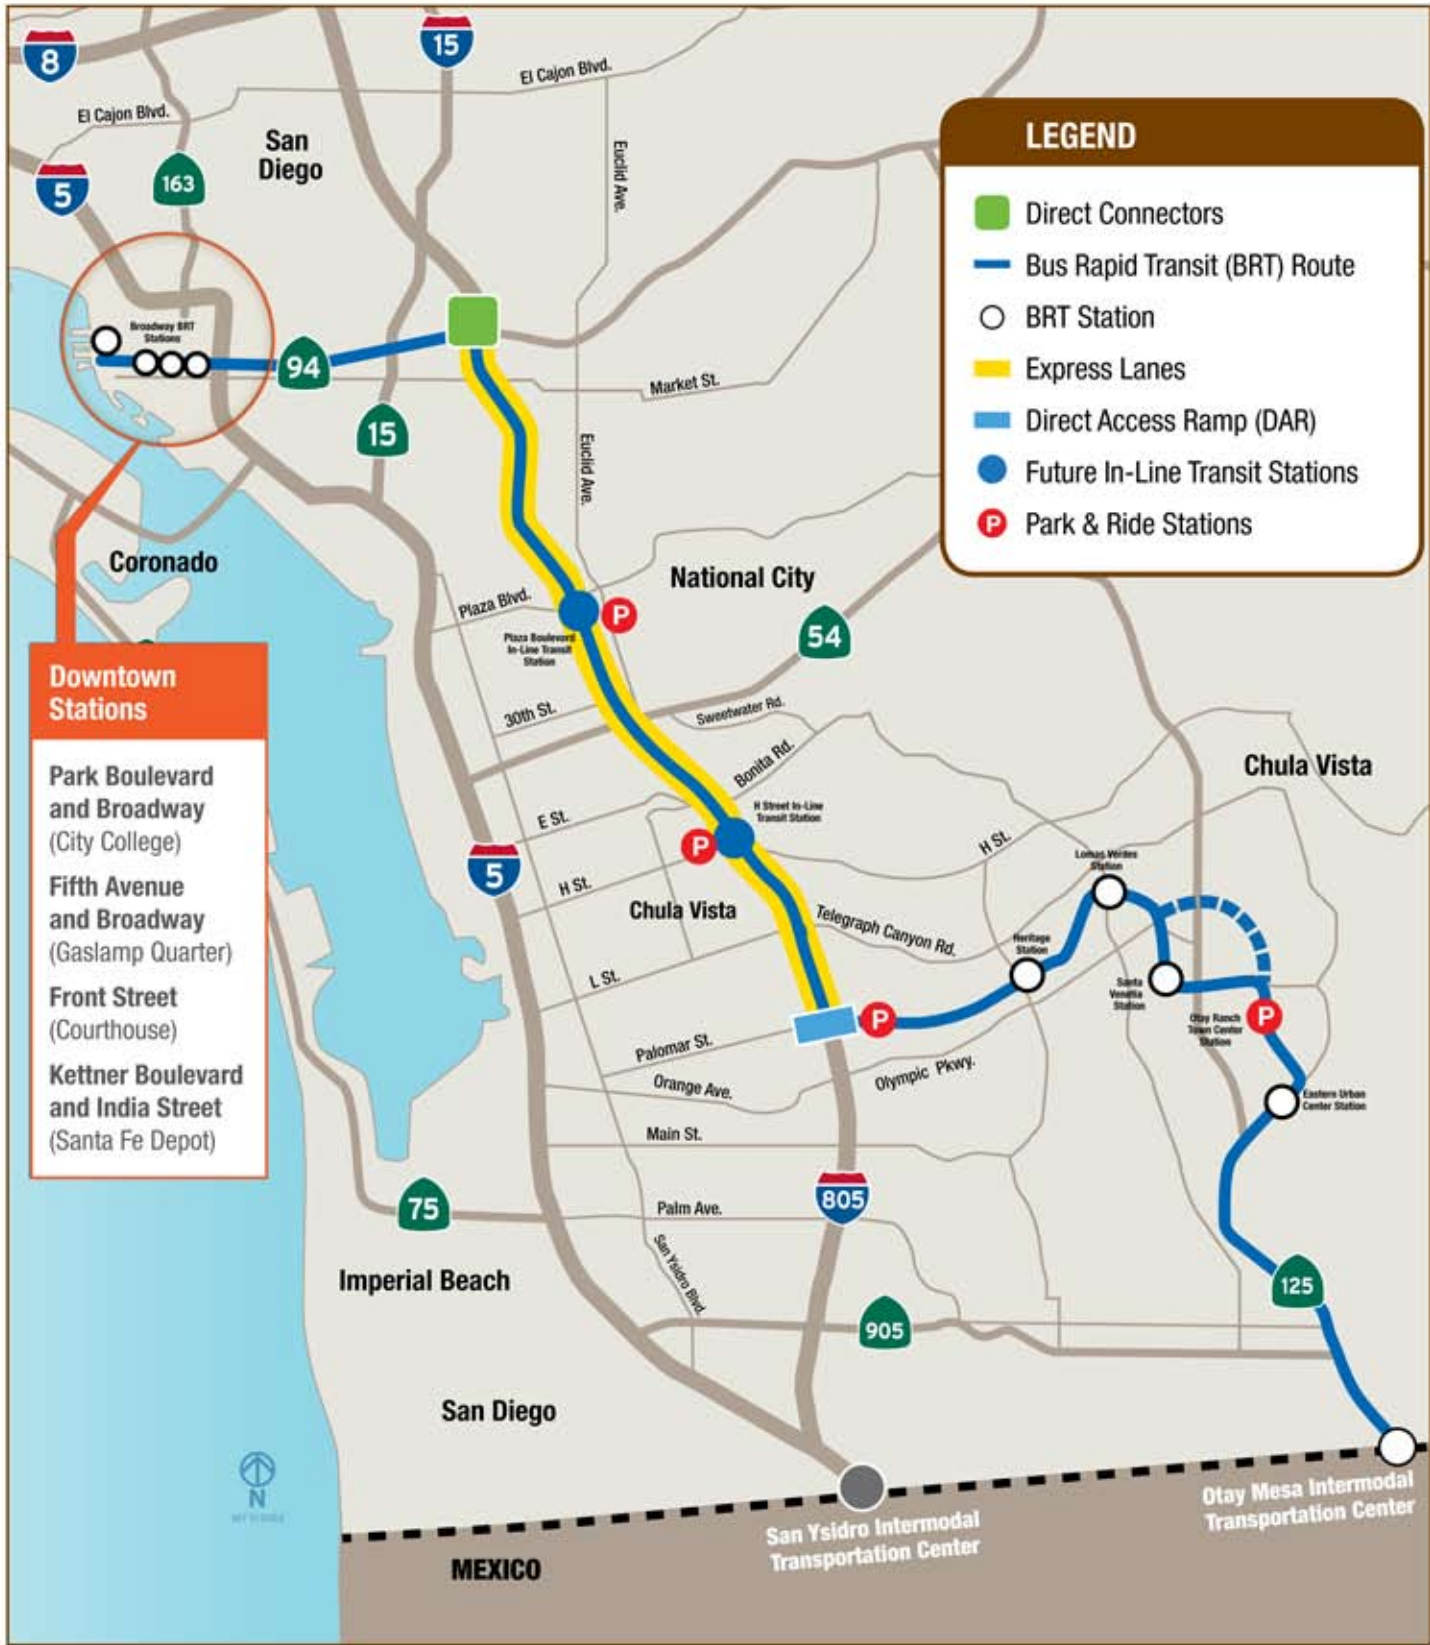 8
15
El Cajon Blvd.
El Cajon Blvd.
San
Diego
5
163
Euclid Ave.
LEGEND
Direct Connectors
Bus Rapid Transit (BRT) Route
BRT Station
Express Lanes
Direct Access Ramp (DAR)
Future In-Line Transit Stations
P Park & Ride Stations
Broadway BRT
Stations
94
Market St.
15
Euclid Ave.
Coronado
National City
Plaza Blvd.
P
Plaza Boulevard
In-Line Transit
Station
54
30th St.
Sweetwater Rd.
Bonita Rd.
Chula Vista
Downtown
Stations
Park Boulevard
and Broadway
(City College)
Fifth Avenue
and Broadway
(Gaslamp Quarter)
Front Street
(Courthouse)
Kettner Boulevard
and India Street
(Santa Fe Depot)
H Street In-Line
Transit Station
E St.
P
H St.
5
H St.
Lomas Verdes
Station
Chula Vista
Telegraph Canyon Rd.
Heritage
Station
L St.
Santa
Venetia
Station
P
Otay Ranch
Town Center
Station
P
Palomar St.
Orange Ave.
Olympic Pkwy.
Eastern Urban
Center Station
Main St.
805
75
Palm Ave.
San Ysidro Blvd.
Imperial Beach
125
905
San Diego
N
San Ysidro Intermodal
Transportation Center
Otay Mesa Intermodal
Transportation Center
MEXICO